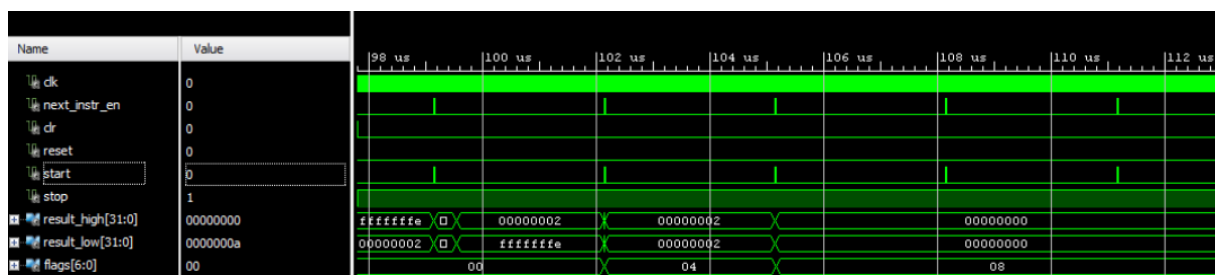 Name Value 98 us 100 us 102 us 104 us 106 us 108 us 110 us 112 us
clk 0
next_instr_en 0
clr 0
reset 0
start 0
stop 1
result_high[31:0] 00000000 fffffffe 00000002 00000002 00000000
result_low[31:0] 0000000a 00000002 fffffffe 00000002 00000000
flags[6:0] 00 00 04 08